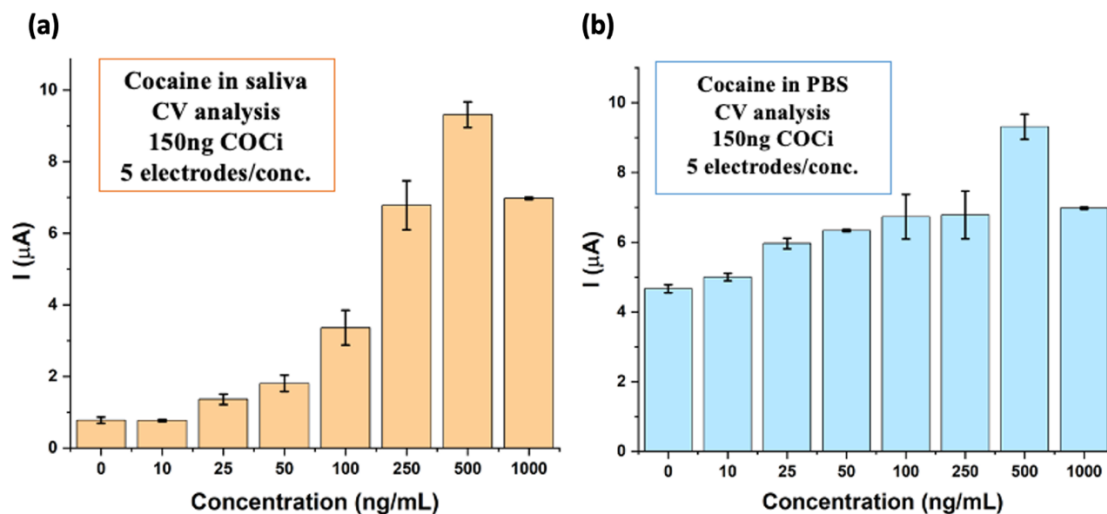 (a)
Cocaine in saliva
CV analysis
150ng COCi
5 electrodes/conc.
10
8
6
4
2
0
I (μA)
0 10 25 50 100 250 500 1000
Concentration (ng/mL)
(b)
Cocaine in PBS
CV analysis
150ng COCi
5 electrodes/conc.
10
8
6
4
2
0
I (μA)
0 10 25 50 100 250 500 1000
Concentration (ng/mL)